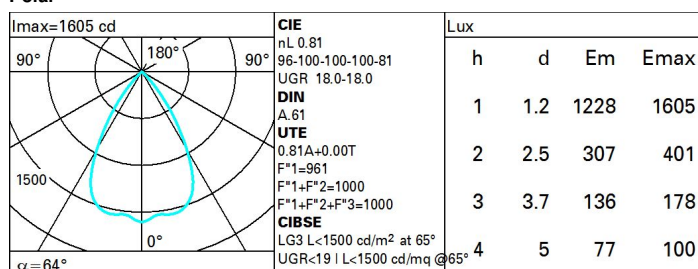 Imax=1605 cd
90°
180°
90°
1500
0°
α=64°
CIE
nL 0.81
96-100-100-100-81
UGR 18.0-18.0
DIN
A.61
UTE
0.81A+0.00T
F"1=961
F"1+F"2=1000
F"1+F"2+F"3=1000
CIBSE
LG3 L<1500 cd/m² at 65°
UGR<19 | L<1500 cd/mq @65°
Lux
h d Em Emax
1 1.2 1228 1605
2 2.5 307 401
3 3.7 136 178
4 5 77 100